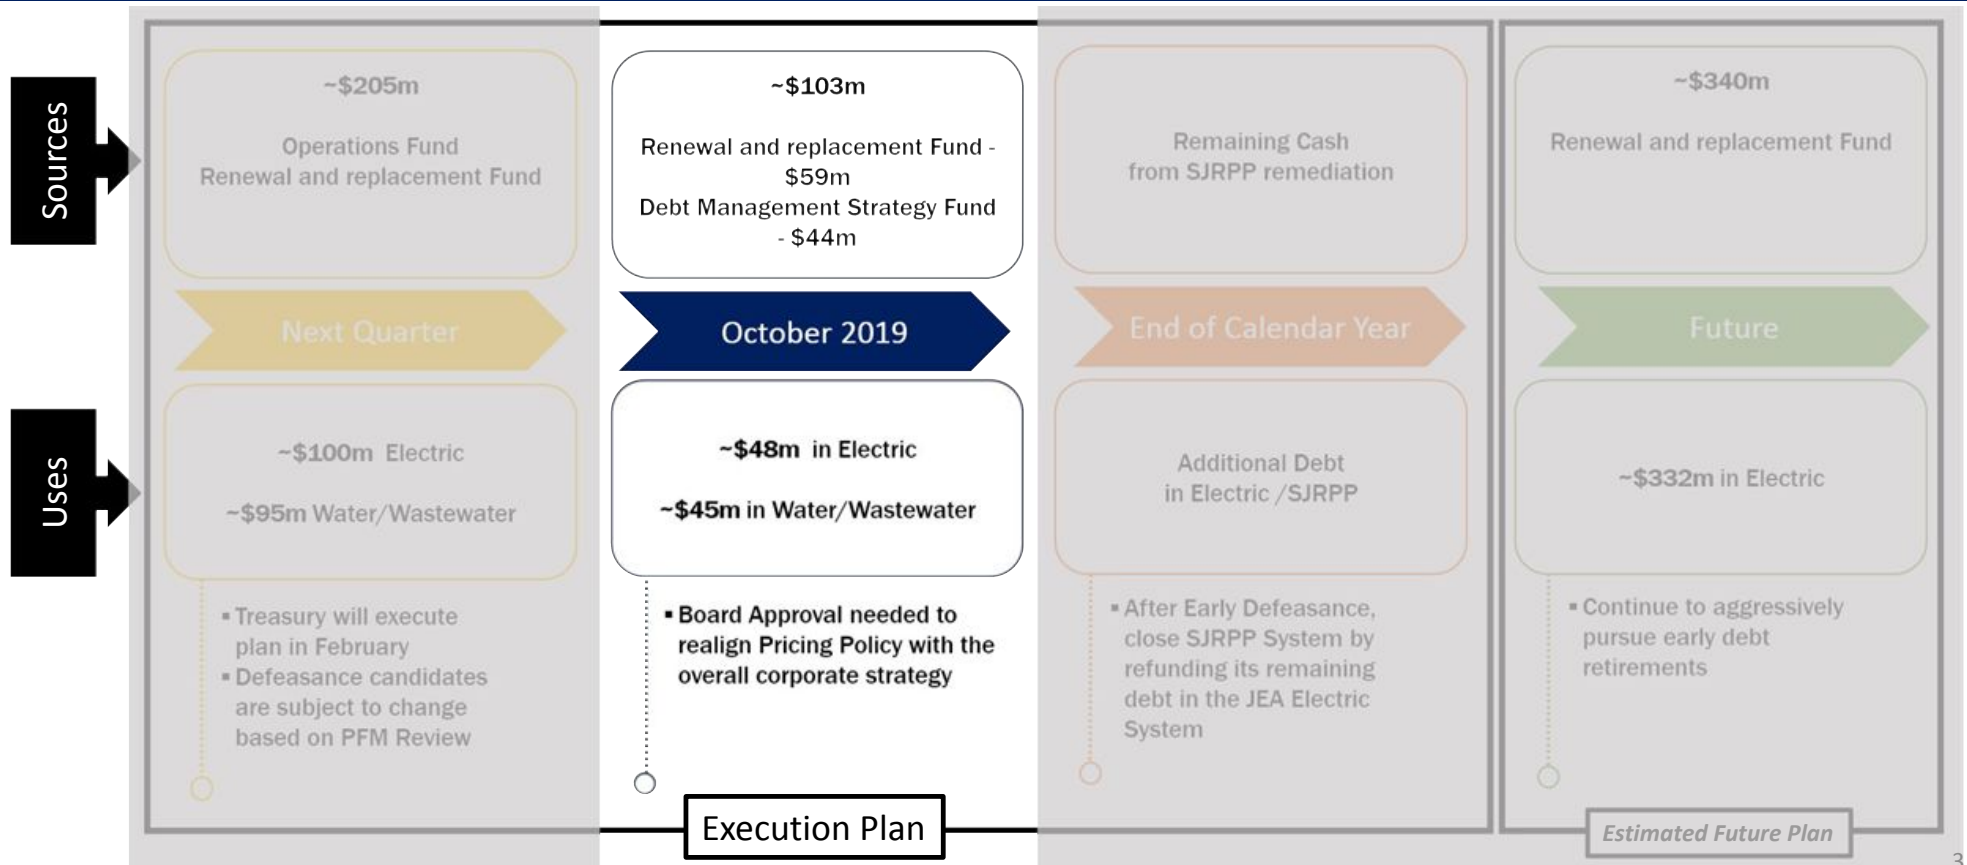 Sources
~$205m
Operations Fund
Renewal and replacement Fund
~$103m
Renewal and replacement Fund -
$59m
Debt Management Strategy Fund
- $44m
Remaining Cash
from SJRPP remediation
~$340m
Renewal and replacement Fund
Next Quarter
October 2019
End of Calendar Year
Future
Uses
~$100m Electric
~$95m Water/Wastewater
~$48m in Electric
~$45m in Water/Wastewater
Additional Debt
in Electric /SJRPP
~$332m in Electric
▪ Treasury will execute
plan in February
▪ Defeasance candidates
are subject to change
based on PFM Review
▪ Board Approval needed to
realign Pricing Policy with the
overall corporate strategy
▪ After Early Defeasance,
close SJRPP System by
refunding its remaining
debt in the JEA Electric
System
▪ Continue to aggressively
pursue early debt
retirements
Execution Plan
Estimated Future Plan
3